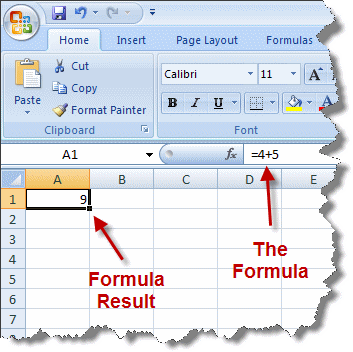 Home Insert Page Layout Formulas
Paste
Cut
Copy
Format Painter
Clipboard
Calibri 11 A
B I U
Font
A1 fx =4+5
A B C D E
1 9
2
3
4
5
6
7
Formula
Result
The
Formula